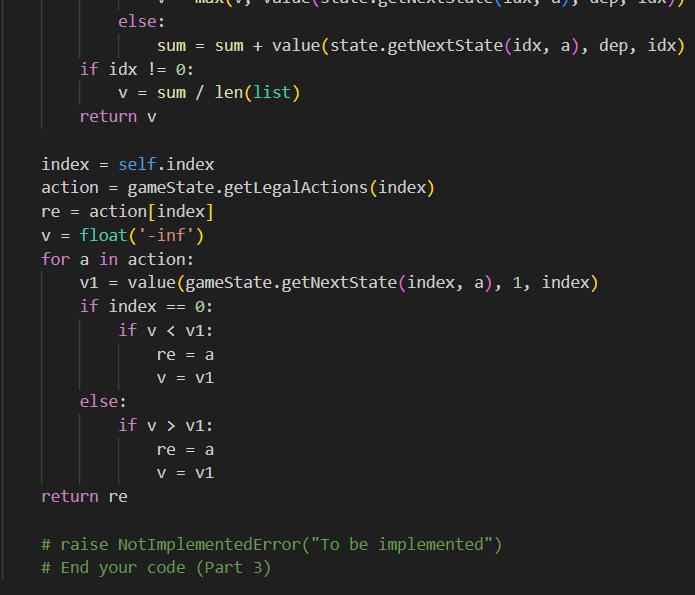 v = max(v, value(state.getNextState(idx, a), dep, idx))
else:
sum = sum + value(state.getNextState(idx, a), dep, idx)
if idx != 0:
v = sum / len(list)
return v
index = self.index
action = gameState.getLegalActions(index)
re = action[index]
v = float('-inf')
for a in action:
v1 = value(gameState.getNextState(index, a), 1, index)
if index == 0:
if v < v1:
re = a
v = v1
else:
if v > v1:
re = a
v = v1
return re
# raise NotImplementedError("To be implemented")
# End your code (Part 3)